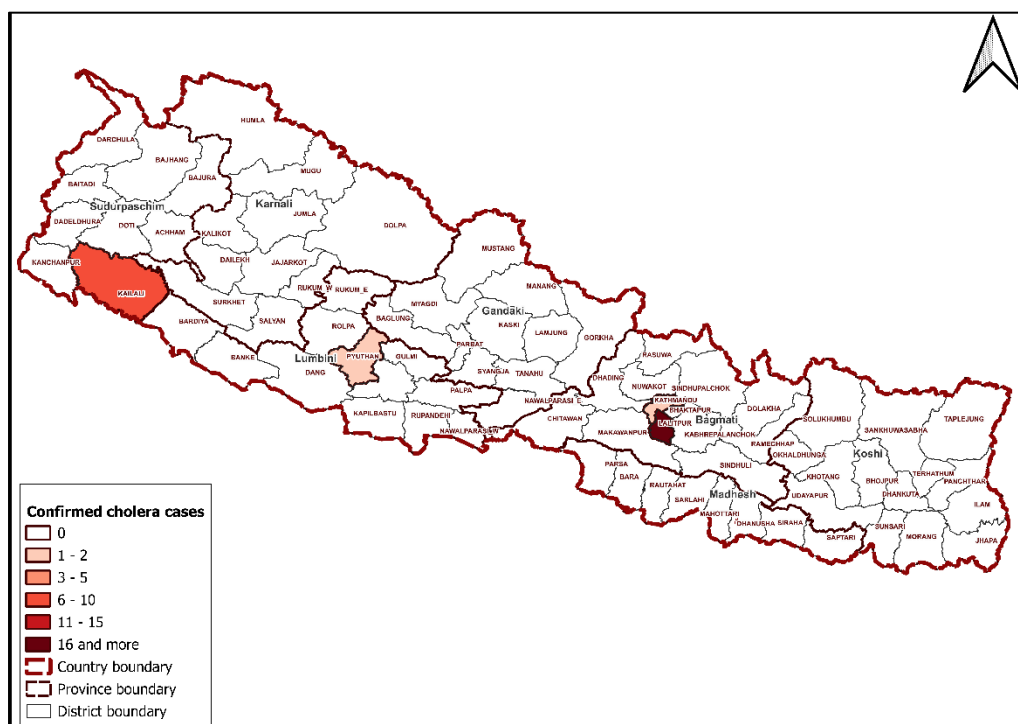 HUMLA
DARCHULA
BAJHANG
MUGU
BAJURA
BAITADI
Sudurpaschim
Karnali
JUMLA
DADELDHURA
DOTI
ACHHAM
KALIKOT
DOLPA
MUSTANG
KANCHANPUR
DAILEKH
JAJARKOT
MANANG
KAILALI
RUKUM_W
RUKUM_E
SURKHET
MYAGDI
Gandaki
BARDIYA
SALYAN
ROLPA
BAGLUNG
KASKI
LAMJUNG
GORKHA
PARBAT
RASUWA
BANKE
Lumbini
PYUTHAN
GULMI
DANG
SYANGJA
TANAHU
DHADING
NUWAKOT
SINDHUPALCHOK
PALPA
NAWALPARASI_E
KATHMANDU
BHAKTAPUR
DOLAKHA
SOLUKHUMBU
TAPLEJUNG
KAPILBASTU
RUPANDEHI
CHITAWAN
LALITPUR
Bagmati
NAWALPARASI_W
MAKAWANPUR
KABHREPALANCHOK
RAMECHHAP
SANKHUWASABHA
OKHALDHUNGA
Koshi
PARSA
BARA
RAUTAHAT
SINDHULI
KHOTANG
BHOJPUR
TERHATHUM
PANCHTHAR
SARLAHI
Madhesh
UDAYAPUR
DHANKUTA
ILAM
MAHOTTARI
DHANUSHA
SIRAHA
SAPTARI
SUNSARI
MORANG
JHAPA
Confirmed cholera cases
0
1 - 2
3 - 5
6 - 10
11 - 15
16 and more
Country boundary
Province boundary
District boundary